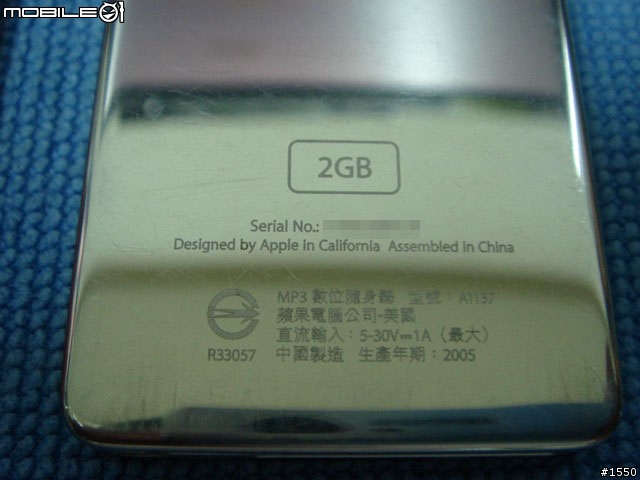 MOBILE01
2GB
Serial No.:
Designed by Apple in California Assembled in China
MP3 數位隨身聽 型號：A1137
蘋果電腦公司-美國
直流輸入：5-30V⎓1A（最大）
R33057 中國製造 生產年期：2005
#1550